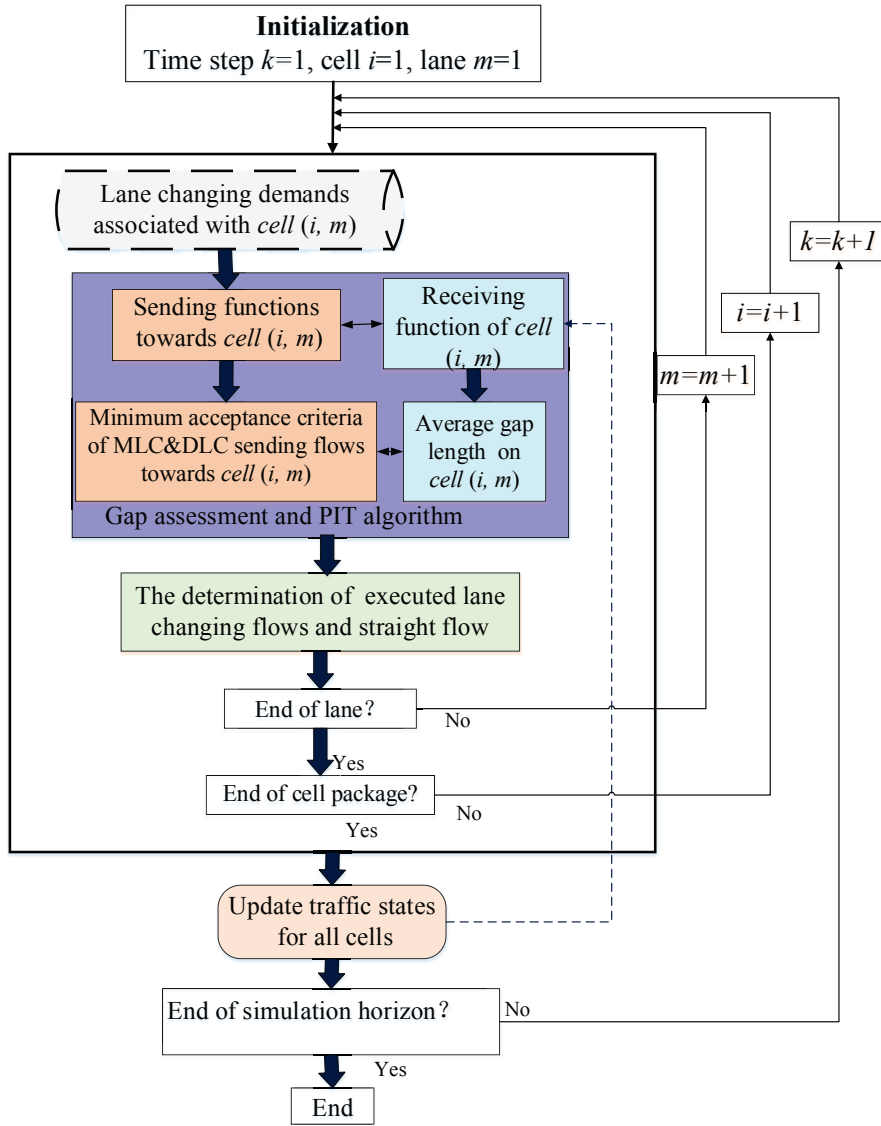 Initialization
Time step k=1, cell i=1, lane m=1
Lane changing demands
associated with cell (i, m)
k=k+1
Sending functions
towards cell (i, m)
Receiving
function of cell
(i, m)
i=i+1
m=m+1
Minimum acceptance criteria
of MLC&DLC sending flows
towards cell (i, m)
Average gap
length on
cell (i, m)
Gap assessment and PIT algorithm
The determination of executed lane
changing flows and straight flow
End of lane?
No
Yes
End of cell package?
No
Yes
Update traffic states
for all cells
End of simulation horizon?
No
Yes
End